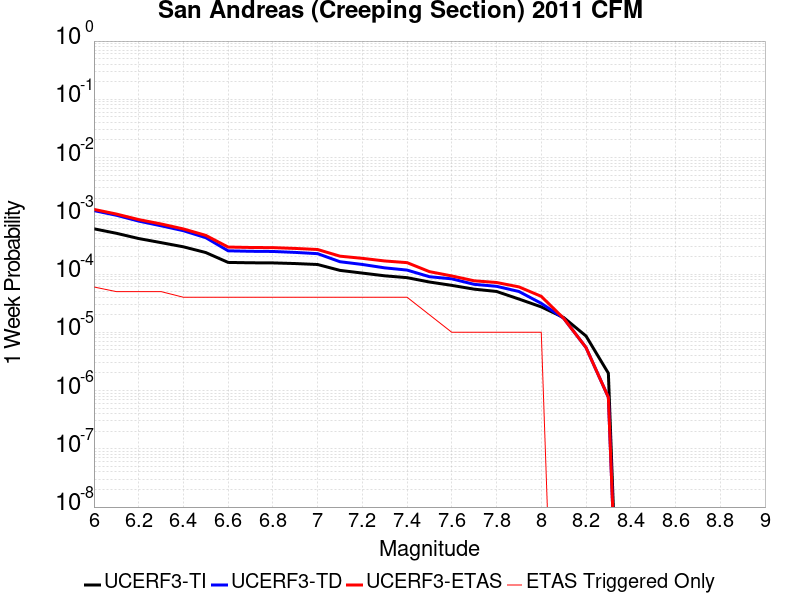 San Andreas (Creeping Section) 2011 CFM
10 0
10 -1
10 -2
10 -3
10 -4
10 -5
10 -6
10 -7
10 -8
1 Week Probability
6 6.2 6.4 6.6 6.8 7 7.2 7.4 7.6 7.8 8 8.2 8.4 8.6 8.8 9
Magnitude
UCERF3-TI UCERF3-TD UCERF3-ETAS ETAS Triggered Only